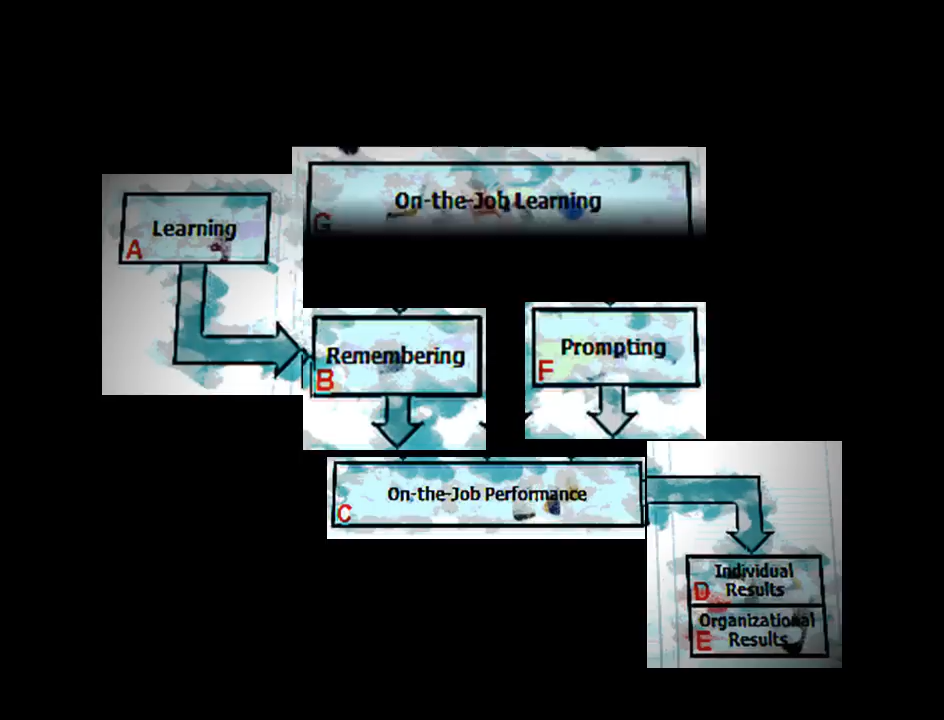 On-the-Job Learning
G
Learning
A
Remembering
B
Prompting
F
On-the-Job Performance
C
Individual
Results
D
Organizational
Results
E